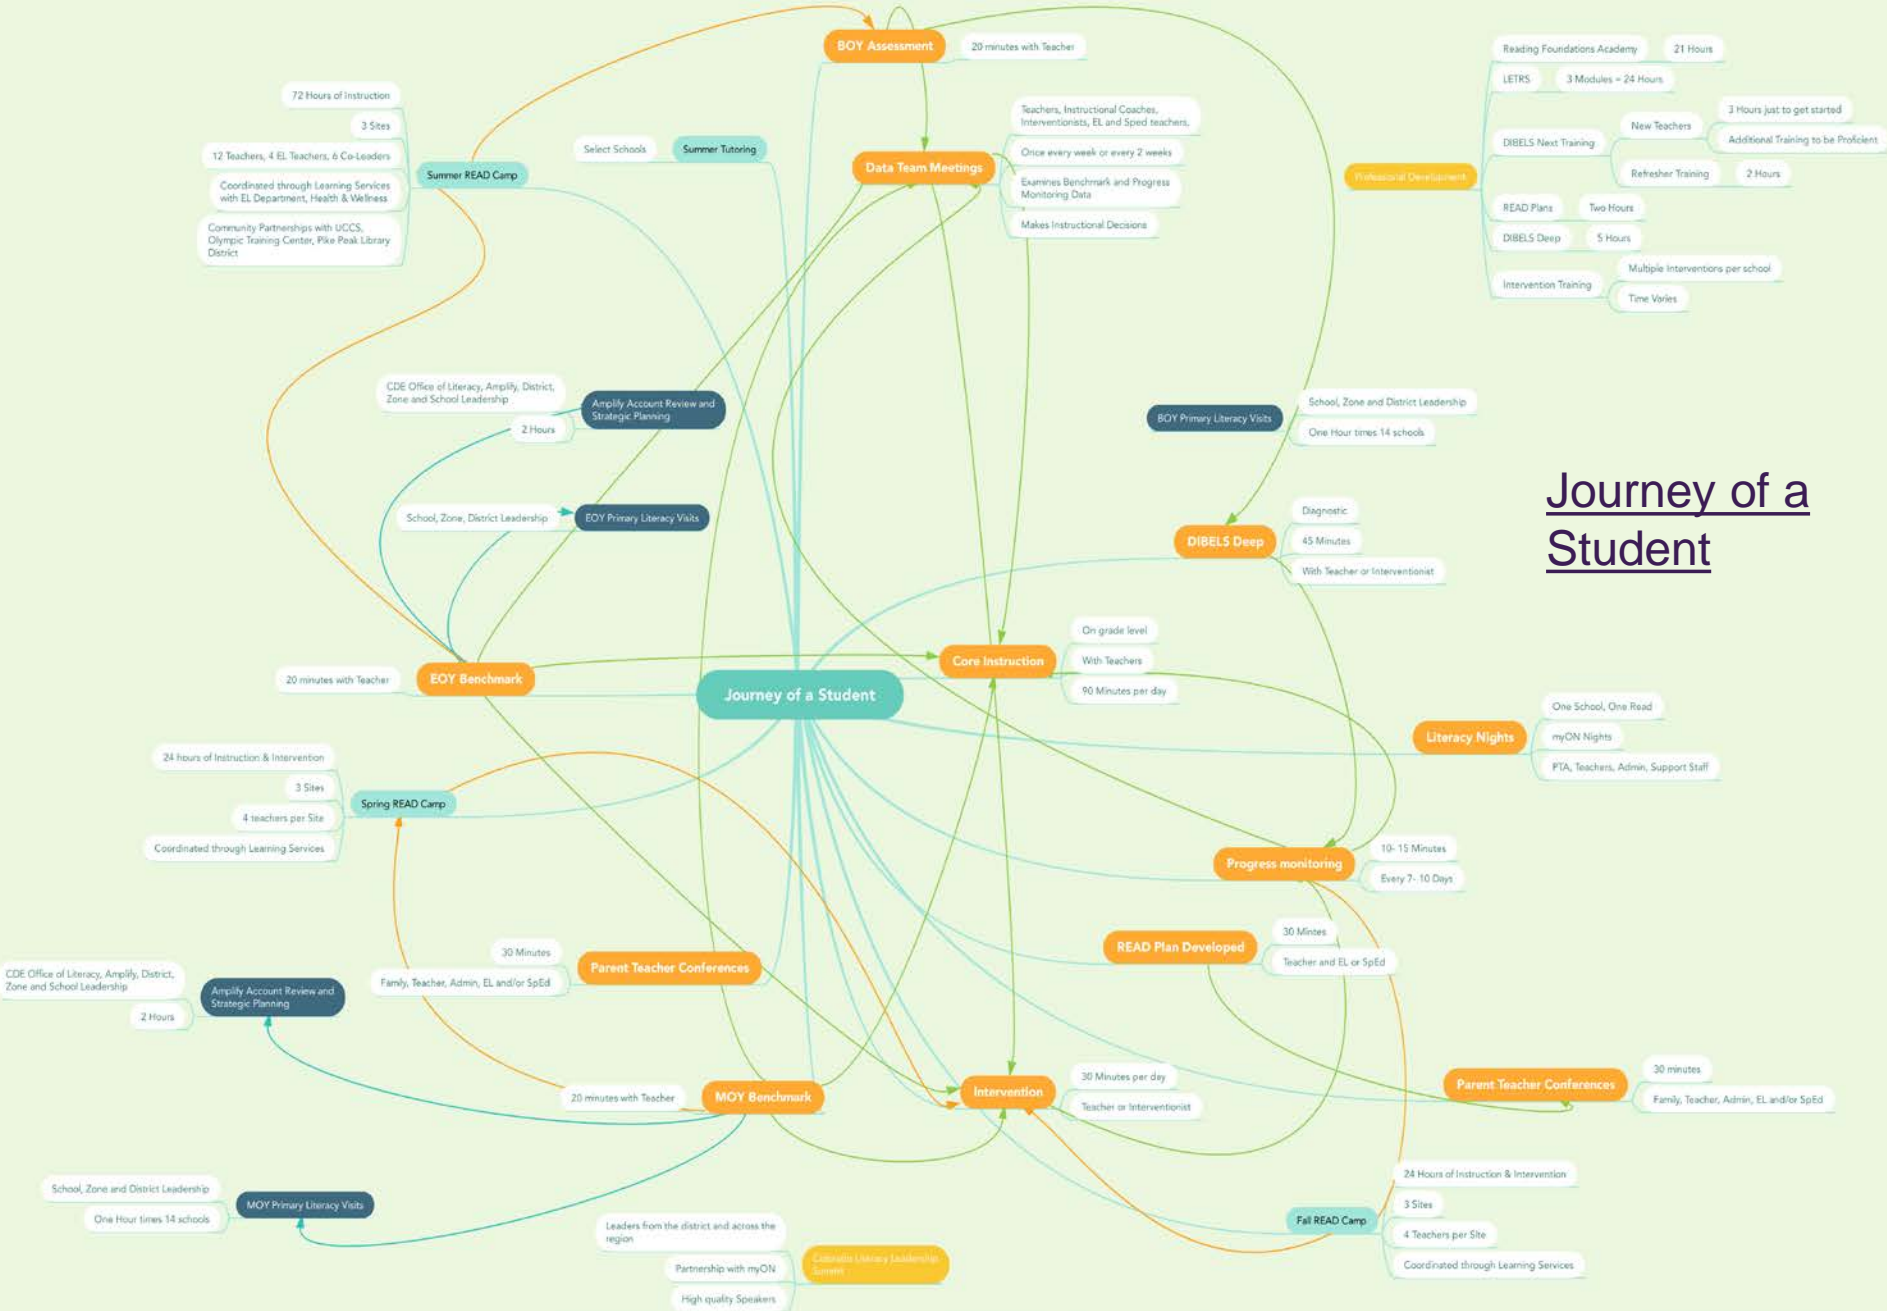 BOY Assessment
20 minutes with Teacher
Reading Foundations Academy
21 Hours
LETRS
3 Modules = 24 Hours
DIBELS Next Training
New Teachers
3 Hours just to get started
Additional Training to be Proficient
Refresher Training
2 Hours
Professional Development
READ Plans
Two Hours
DIBELS Deep
5 Hours
Intervention Training
Multiple Interventions per school
Time Varies
72 Hours of Instruction
3 Sites
12 Teachers, 4 EL Teachers, 6 Co-Leaders
Coordinated through Learning Services
with EL Department, Health & Wellness
Community Partnerships with UCCS,
Olympic Training Center, Pike Peak Library
District
Summer READ Camp
Select Schools
Summer Tutoring
Data Team Meetings
Teachers, Instructional Coaches,
Interventionists, EL and Sped teachers,
Once every week or every 2 weeks
Examines Benchmark and Progress
Monitoring Data
Makes Instructional Decisions
CDE Office of Literacy, Amplify, District,
Zone and School Leadership
2 Hours
Amplify Account Review and
Strategic Planning
BOY Primary Literacy Visits
School, Zone and District Leadership
One Hour times 14 schools
Journey of a
Student
School, Zone, District Leadership
EOY Primary Literacy Visits
DIBELS Deep
Diagnostic
45 Minutes
With Teacher or Interventionist
20 minutes with Teacher
EOY Benchmark
Journey of a Student
Core Instruction
On grade level
With Teachers
90 Minutes per day
Literacy Nights
One School, One Read
myON Nights
PTA, Teachers, Admin, Support Staff
24 hours of Instruction & Intervention
3 Sites
4 teachers per Site
Coordinated through Learning Services
Spring READ Camp
Progress monitoring
10- 15 Minutes
Every 7- 10 Days
30 Minutes
Family, Teacher, Admin, EL and/or SpEd
Parent Teacher Conferences
READ Plan Developed
30 Mintes
Teacher and EL or SpEd
CDE Office of Literacy, Amplify, District,
Zone and School Leadership
2 Hours
Amplify Account Review and
Strategic Planning
20 minutes with Teacher
MOY Benchmark
Intervention
30 Minutes per day
Teacher or Interventionist
Parent Teacher Conferences
30 minutes
Family, Teacher, Admin, EL and/or SpEd
School, Zone and District Leadership
One Hour times 14 schools
MOY Primary Literacy Visits
Fall READ Camp
24 Hours of Instruction & Intervention
3 Sites
4 Teachers per Site
Coordinated through Learning Services
Leaders from the district and across the
region
Partnership with myON
High quality Speakers
Colorado Literacy Leadership
Summit